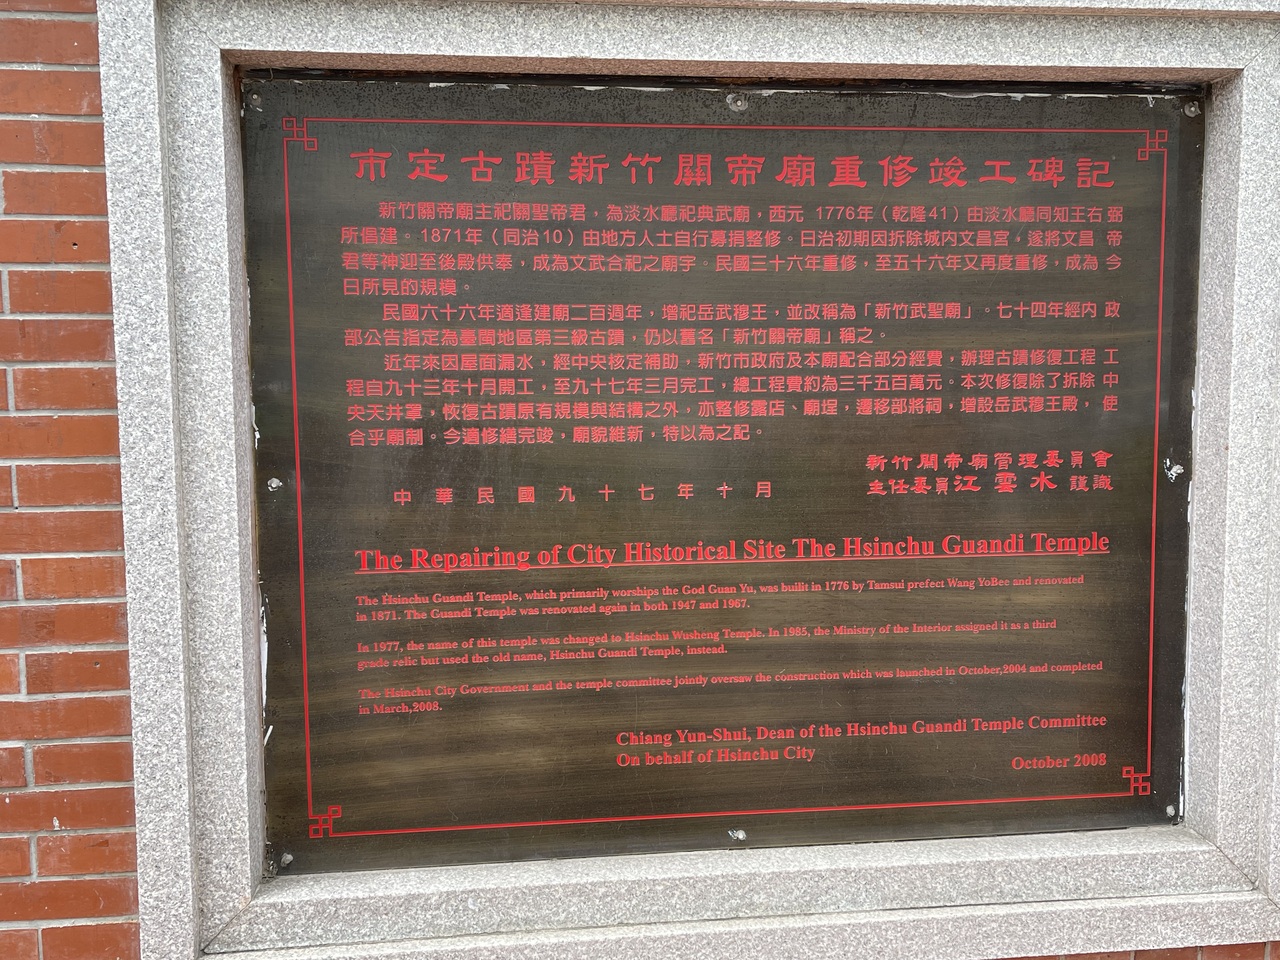 市定古蹟新竹關帝廟重修竣工碑記
新竹關帝廟主祀關聖帝君，為淡水廳祀典武廟，西元 1776年（乾隆41）由淡水廳同知王右 弼
所倡建。1871年（同治10）由地方人士自行募捐整修。日治初期因拆除城內文昌宮，遂將文昌 帝
君等神迎至後殿供奉，成為文武合祀之廟宇。民國三十六年重修，至五十六年又再度重修，成為 今
日所見的規模。
民國六十六年適逢建廟二百週年，增祀岳武穆王，並改稱為「新竹武聖廟」。七十四年經內 政
部公告指定為臺閩地區第三級古蹟，仍以舊名「新竹關帝廟」稱之。
近年來因屋面漏水，經中央核定補助，新竹市政府及本廟配合部分經費，辦理古蹟修復工程 工
程自九十三年十月開工，至九十七年三月完工，總工程費約為三千五百萬元。本次修復除了拆除 中
央天井罩，恢復古蹟原有規模與結構之外，亦整修露店、廟埕，遷移部將祠，增設岳武穆王殿， 使
合乎廟制。今適修繕完竣，廟貌維新，特以為之記。
新竹關帝廟管理委員會
主任委員江雲水 謹識
中華民國九十七年十月
The Repairing of City Historical Site The Hsinchu Guandi Temple
The Hsinchu Guandi Temple, which primarily worships the God Guan Yu, was builit in 1776 by Tamsui prefect Wang YoBee and renovated
in 1871. The Guandi Temple was renovated again in both 1947 and 1967.
In 1977, the name of this temple was changed to Hsinchu Wusheng Temple. In 1985, the Ministry of the Interior assigned it as a third
grade relic but used the old name, Hsinchu Guandi Temple, instead.
The Hsinchu City Government and the temple committee jointly oversaw the construction which was launched in October,2004 and completed
in March,2008.
Chiang Yun-Shui, Dean of the Hsinchu Guandi Temple Committee
On behalf of Hsinchu City
October 2008